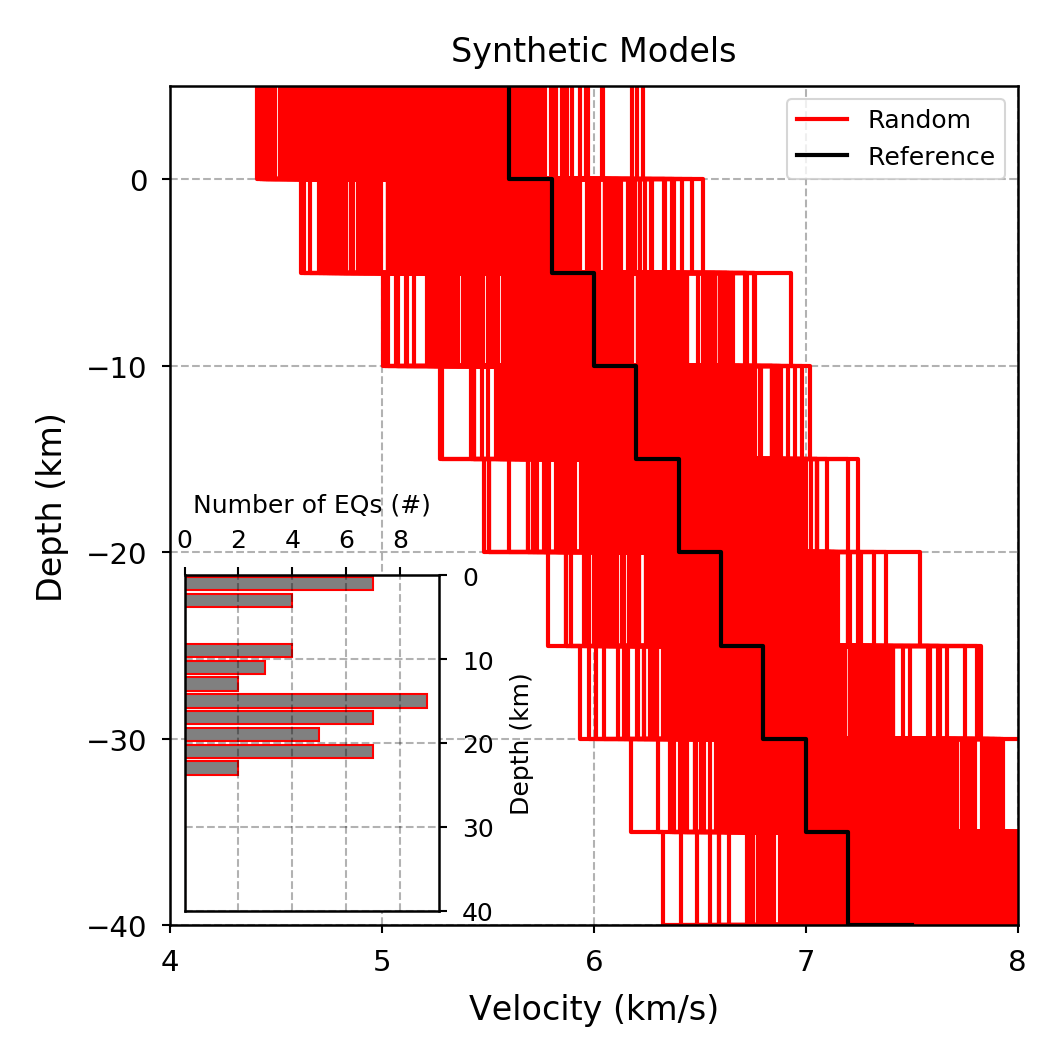 Synthetic Models
Random
Reference
0
−10
−20
−30
−40
Depth (km)
Number of EQs (#)
0 2 4 6 8
0
10
20
30
40
Depth (km)
4 5 6 7 8
Velocity (km/s)